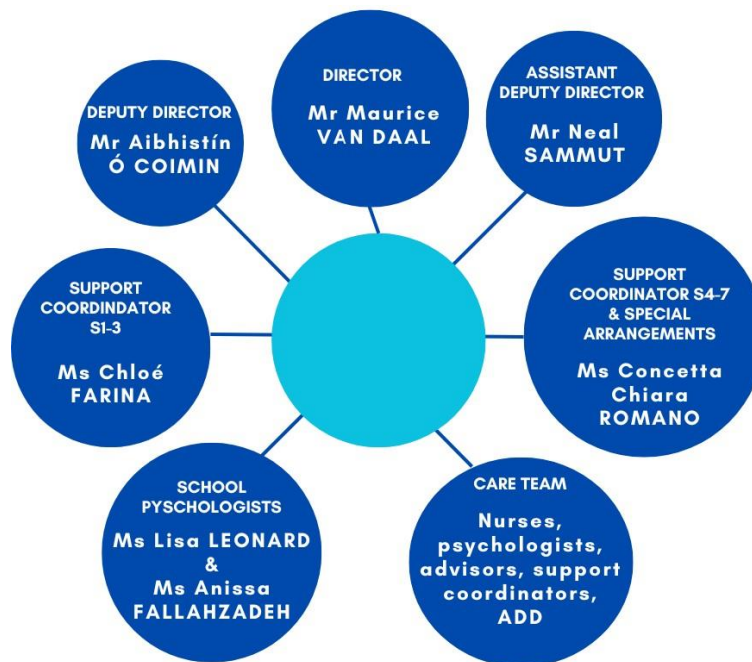 DIRECTOR
Mr Maurice
VAN DAAL
ASSISTANT
DEPUTY DIRECTOR
Mr Neal
SAMMUT
SUPPORT
COORDINATOR S4-7
& SPECIAL
ARRANGEMENTS
Ms Concetta
Chiara
ROMANO
CARE TEAM
Nurses,
psychologists,
advisors, support
coordinators,
ADD
SCHOOL
PYSCHOLOGISTS
Ms Lisa LEONARD
&
Ms Anissa
FALLAHZADEH
SUPPORT
COORDINDATOR
S1-3
Ms Chloé
FARINA
DEPUTY DIRECTOR
Mr Aibhistín
Ó COIMIN